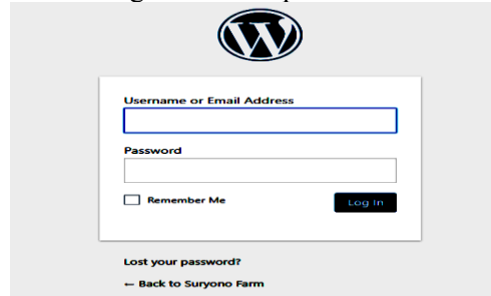 Username or Email Address
Password
Remember Me
Log In
Lost your password?
← Back to Suryono Farm